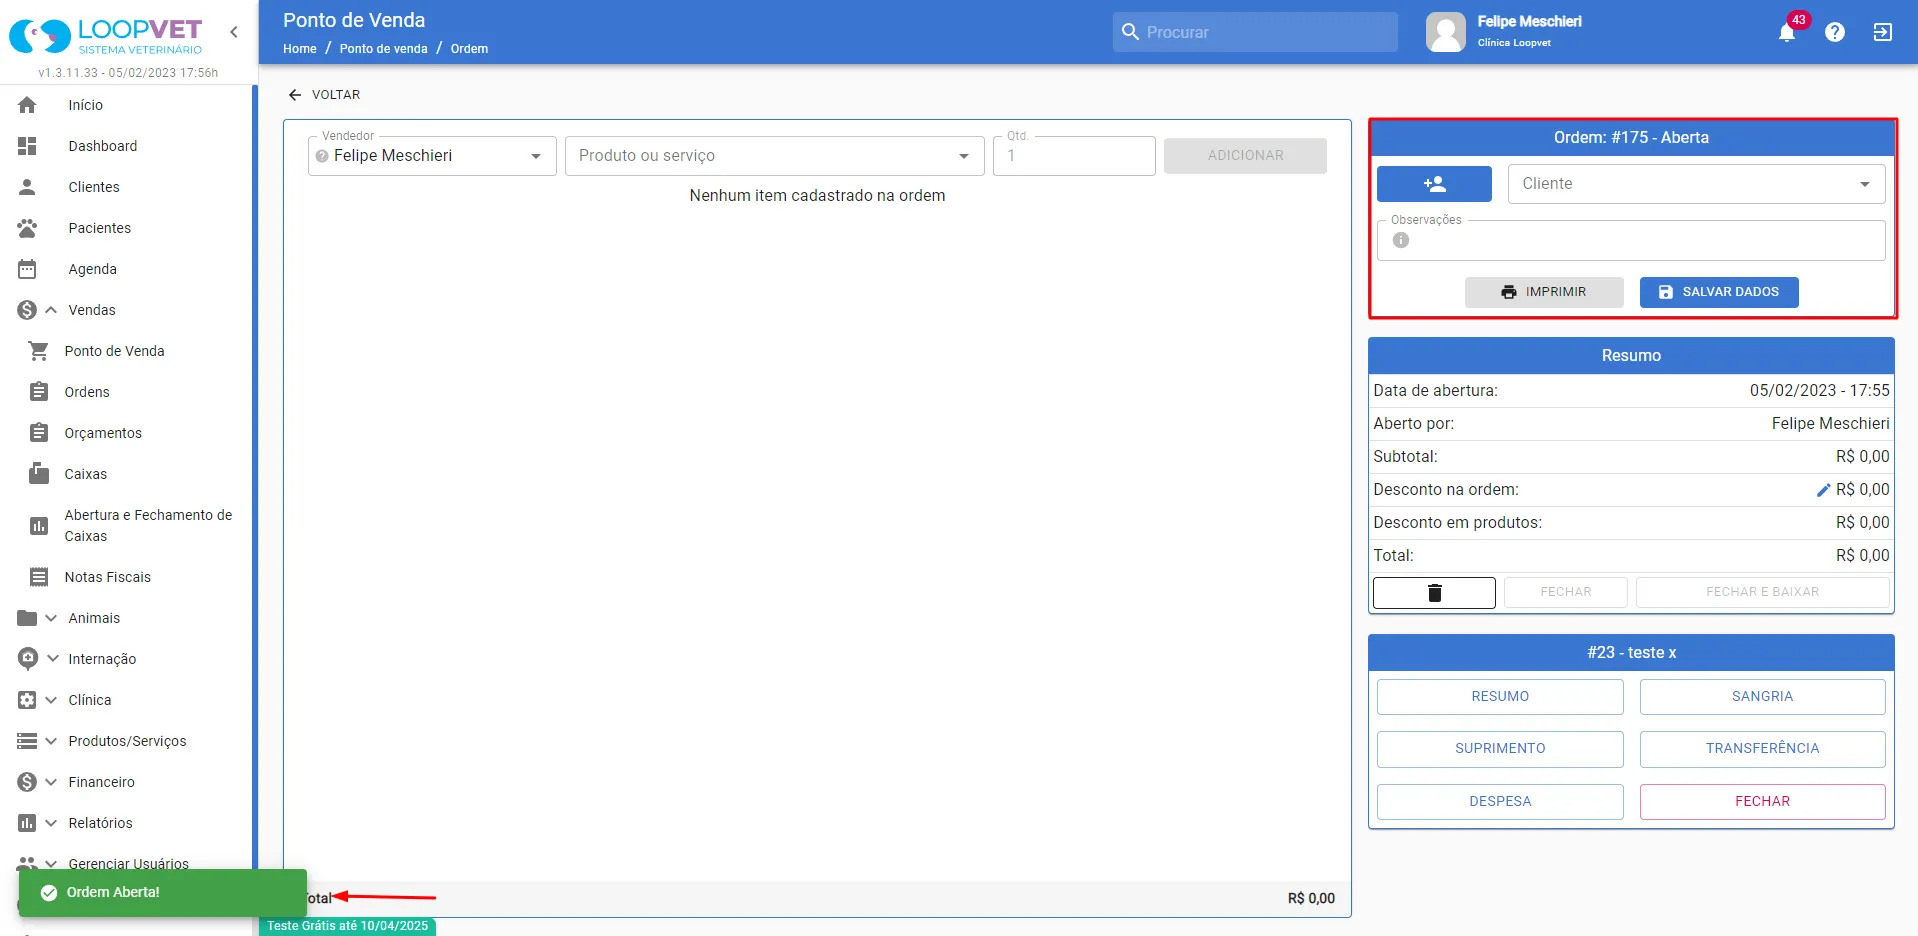 LOOPVET
SISTEMA VETERINÁRIO
v1.3.11.33 - 05/02/2023 17:56h
Início
Dashboard
Clientes
Pacientes
Agenda
Vendas
Ponto de Venda
Ordens
Orçamentos
Caixas
Abertura e Fechamento de
Caixas
Notas Fiscais
Animais
Internação
Clínica
Produtos/Serviços
Financeiro
Relatórios
Gerenciar Usuários
Ordem Aberta!
Ponto de Venda
Home / Ponto de venda / Ordem
Procurar
Felipe Meschieri
Clínica Loopvet
43
VOLTAR
Vendedor
Felipe Meschieri
Produto ou serviço
Qtd.
1
ADICIONAR
Nenhum item cadastrado na ordem
otal
R$ 0,00
Teste Grátis até 10/04/2025
Ordem: #175 - Aberta
Cliente
Observações
IMPRIMIR
SALVAR DADOS
Resumo
Data de abertura: 05/02/2023 - 17:55
Aberto por: Felipe Meschieri
Subtotal: R$ 0,00
Desconto na ordem: R$ 0,00
Desconto em produtos: R$ 0,00
Total: R$ 0,00
FECHAR
FECHAR E BAIXAR
#23 - teste x
RESUMO
SANGRIA
SUPRIMENTO
TRANSFERÊNCIA
DESPESA
FECHAR